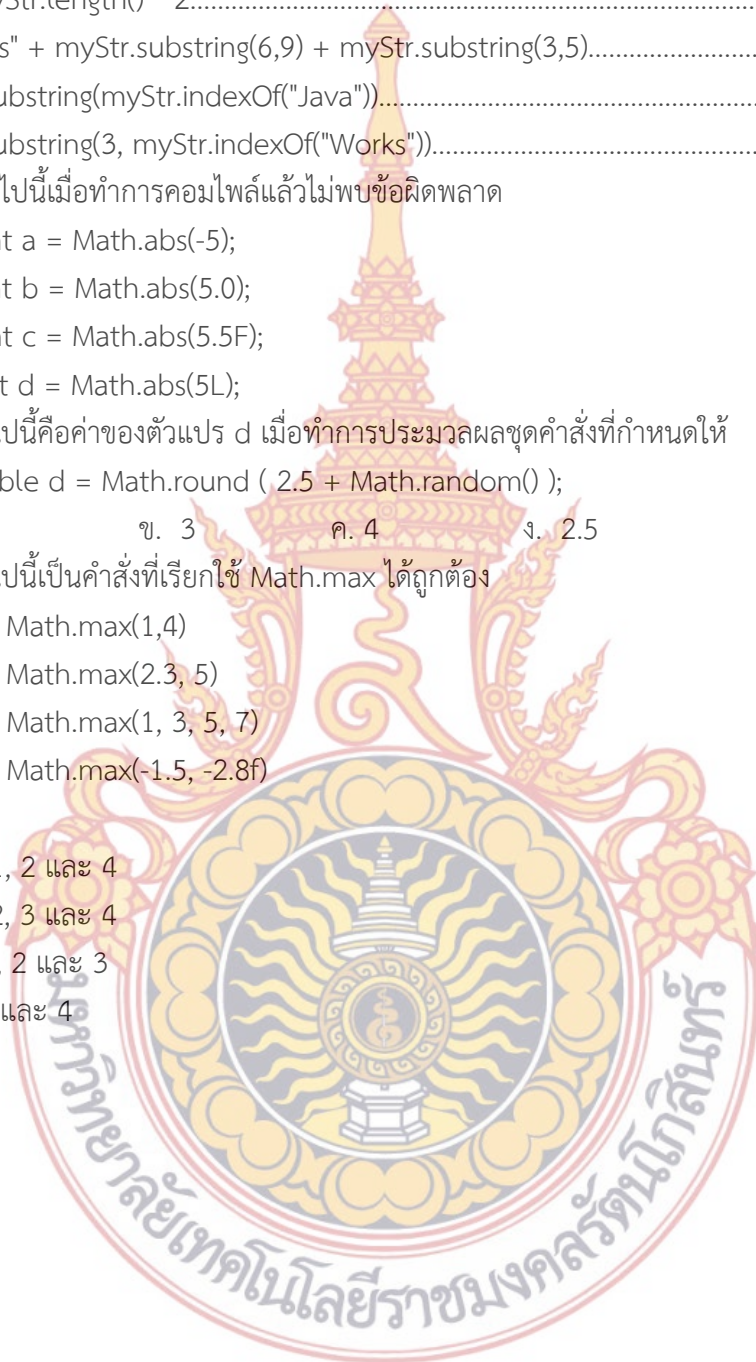 Str.length() - 2
s" + myStr.substring(6,9) + myStr.substring(3,5)
ubstring(myStr.indexOf("Java"))
ubstring(3, myStr.indexOf("Works"))
ไปนี้เมื่อทำการคอมไพล์แล้วไม่พบข้อผิดพลาด
t a = Math.abs(-5);
t b = Math.abs(5.0);
t c = Math.abs(5.5F);
t d = Math.abs(5L);
ปนี้คือค่าของตัวแปร d เมื่อทำการประมวลผลชุดคำสั่งที่กำหนดให้
ble d = Math.round ( 2.5 + Math.random() );
ข. 3 ค. 4 ง. 2.5
ปนี้เป็นคำสั่งที่เรียกใช้ Math.max ได้ถูกต้อง
Math.max(1,4)
Math.max(2.3, 5)
Math.max(1, 3, 5, 7)
Math.max(-1.5, -2.8f)
, 2 และ 4
2, 3 และ 4
, 2 และ 3
และ 4
มหาวิทยาลัยเทคโนโลยีราชมงคลรัตนโกสินทร์